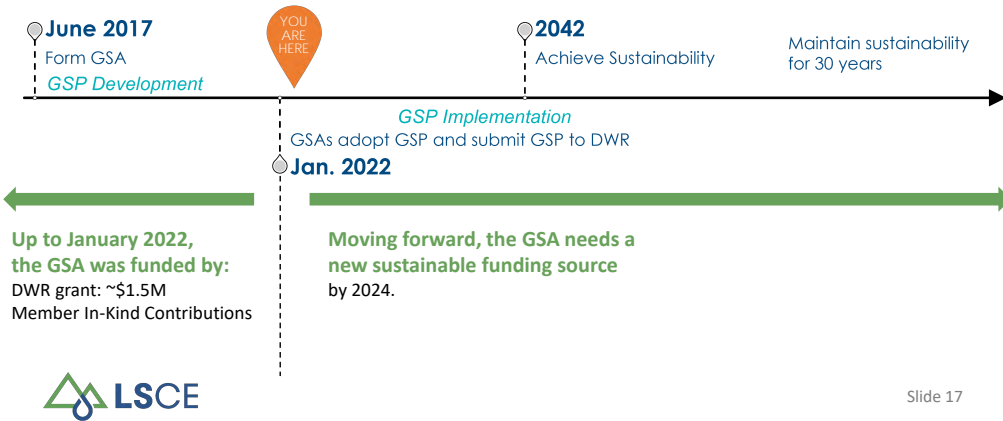 June 2017
Form GSA
GSP Development
YOU
ARE
HERE
2042
Achieve Sustainability
Maintain sustainability
for 30 years
GSP Implementation
GSAs adopt GSP and submit GSP to DWR
Jan. 2022
Up to January 2022,
the GSA was funded by:
DWR grant: ~$1.5M
Member In-Kind Contributions
Moving forward, the GSA needs a
new sustainable funding source
by 2024.
LSCE
Slide 17